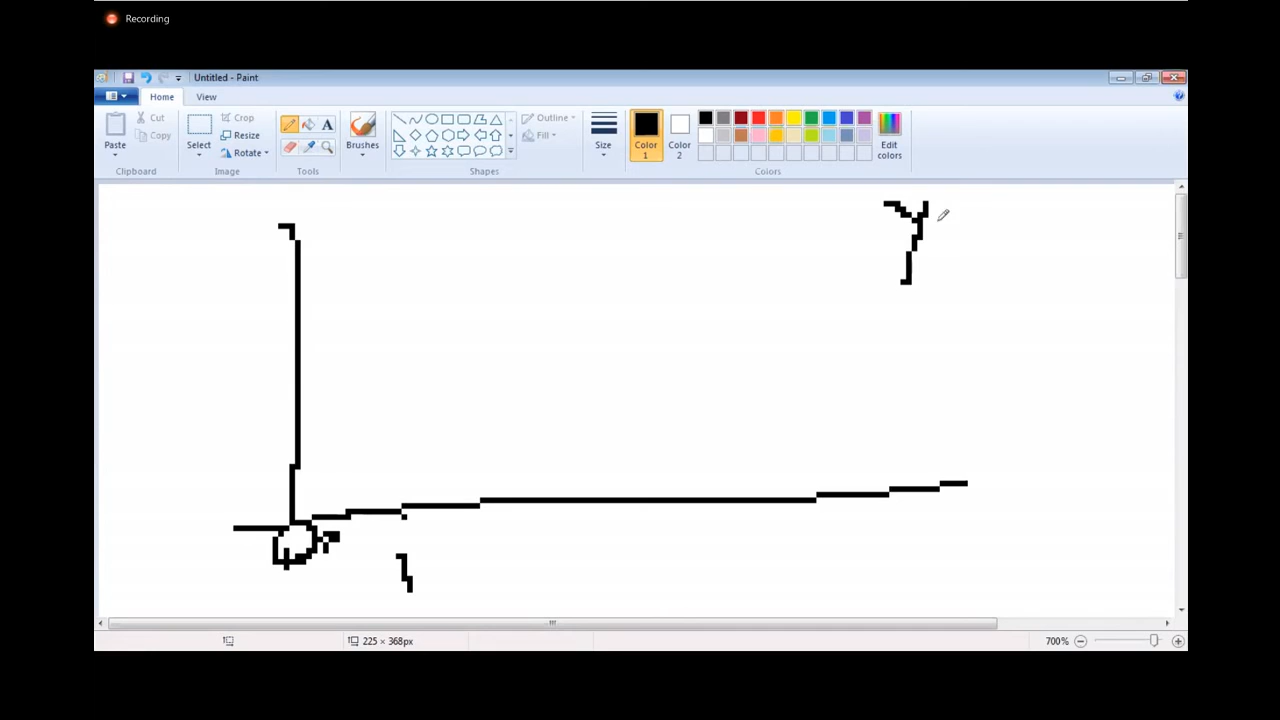 Recording
Untitled - Paint
Home View
Paste Cut Copy Clipboard
Select Crop Resize Rotate Image
A Tools
Brushes
Shapes Outline Fill
Size
Color 1
Color 2
Edit colors
Colors
y
225 × 368px
700%